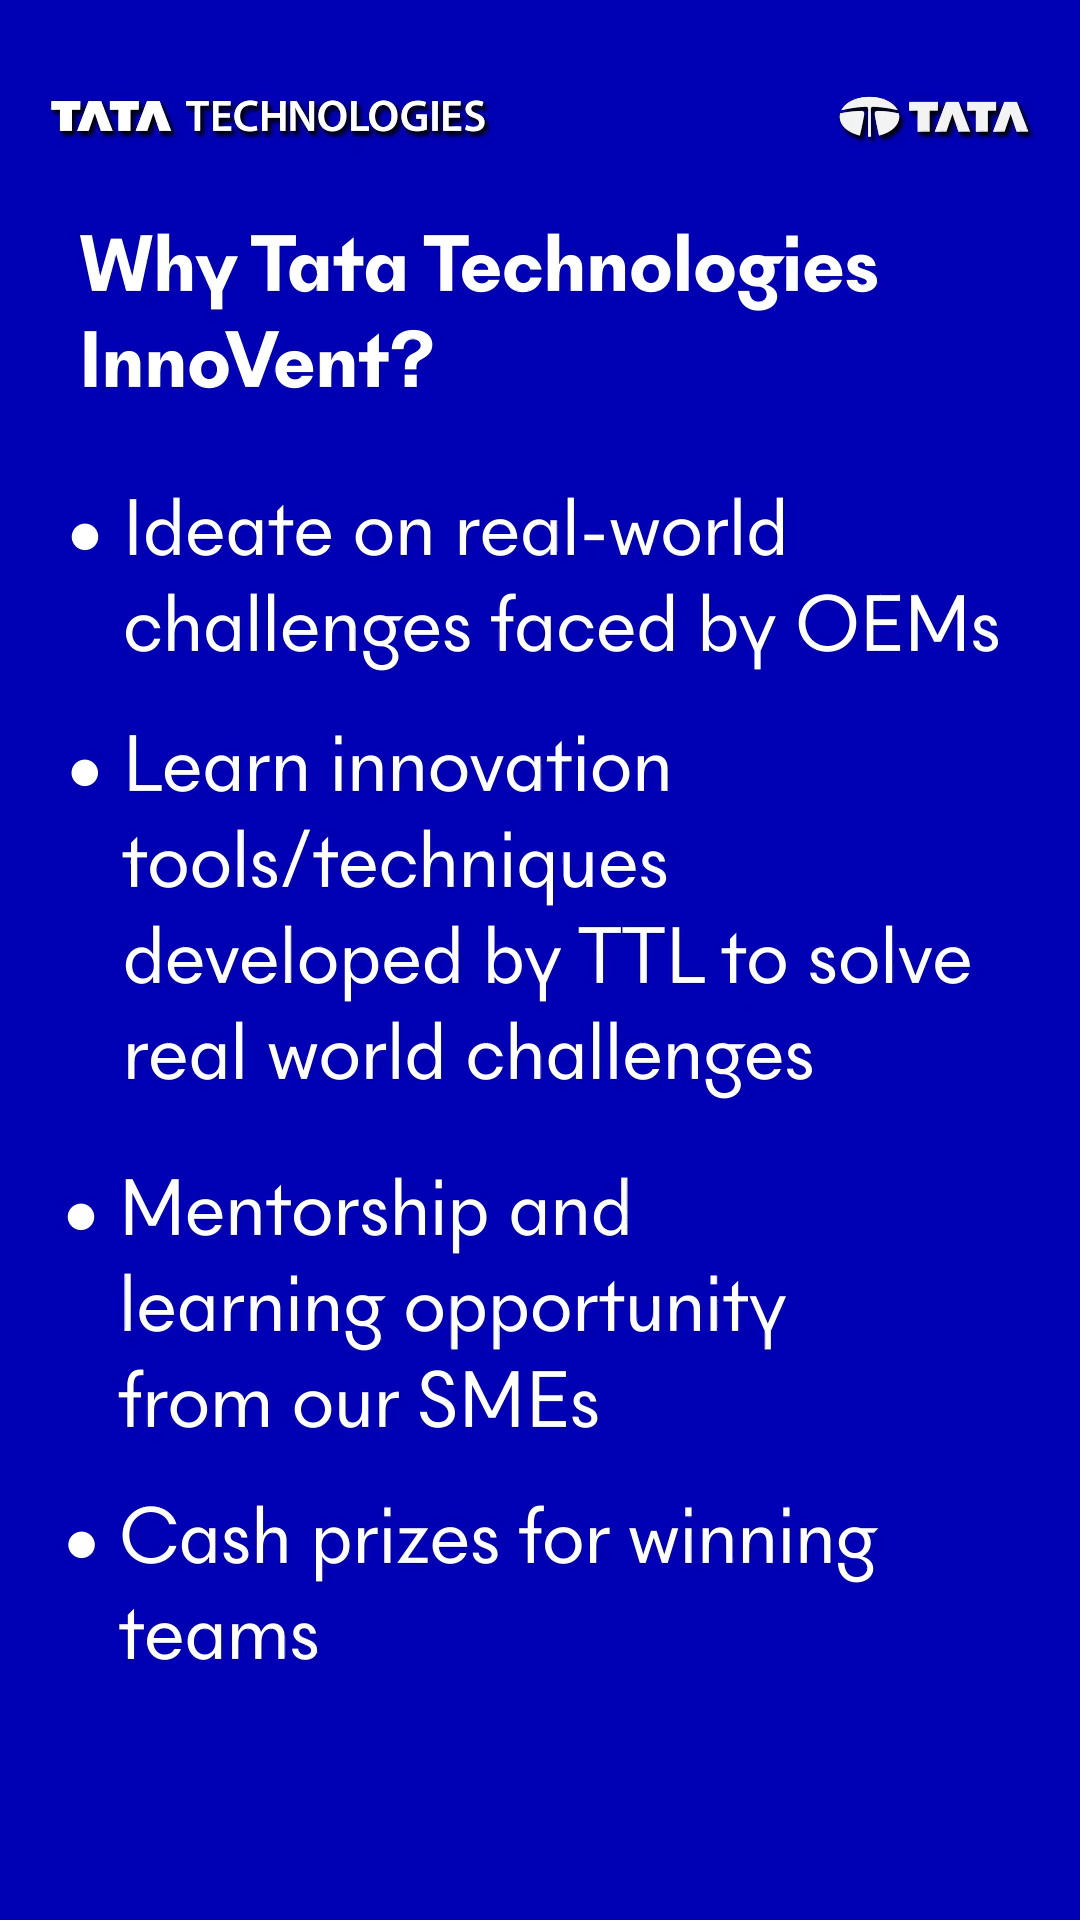 TATA TECHNOLOGIES
TATA
Why Tata Technologies
InnoVent?
• Ideate on real-world
challenges faced by OEMs
• Learn innovation
tools/techniques
developed by TTL to solve
real world challenges
• Mentorship and
learning opportunity
from our SMEs
• Cash prizes for winning
teams